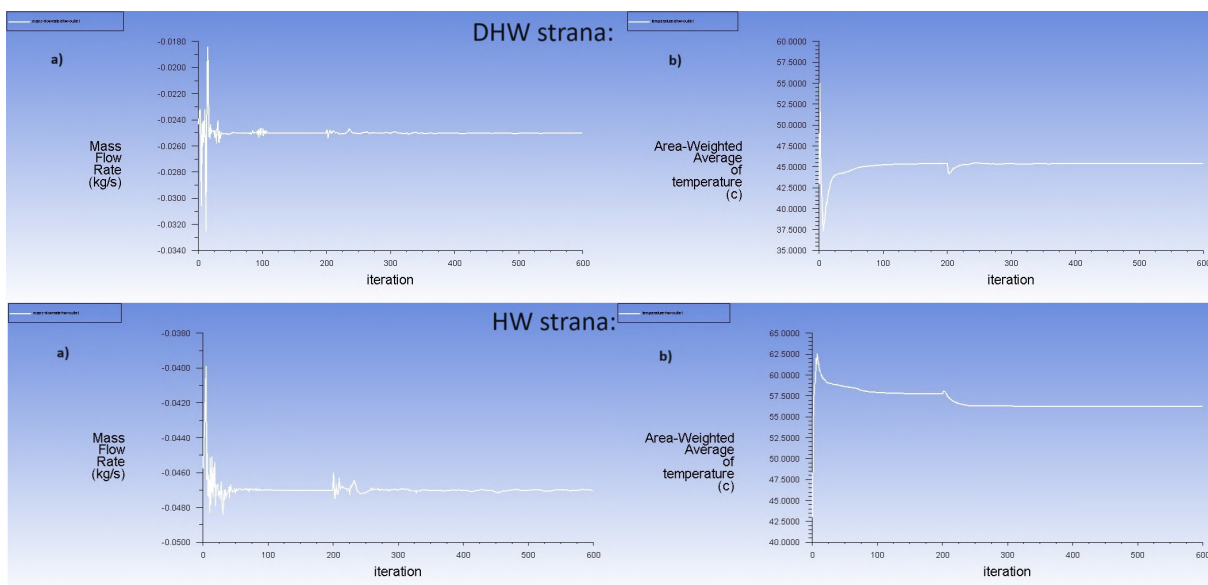 DHW strana:
a)
-0.0180
-0.0200
-0.0220
-0.0240
-0.0260
-0.0280
-0.0300
-0.0320
-0.0340
Mass
Flow
Rate
(kg/s)
0 100 200 300 400 500 600
iteration
b)
60.0000
57.5000
55.0000
52.5000
50.0000
47.5000
45.0000
42.5000
40.0000
37.5000
35.0000
Area-Weighted
Average
of
temperature
(c)
0 100 200 300 400 500 600
iteration
HW strana:
a)
-0.0380
-0.0400
-0.0420
-0.0440
-0.0460
-0.0480
-0.0500
Mass
Flow
Rate
(kg/s)
0 100 200 300 400 500 600
iteration
b)
65.0000
62.5000
60.0000
57.5000
55.0000
52.5000
50.0000
47.5000
45.0000
42.5000
40.0000
Area-Weighted
Average
of
temperature
(c)
0 100 200 300 400 500 600
iteration